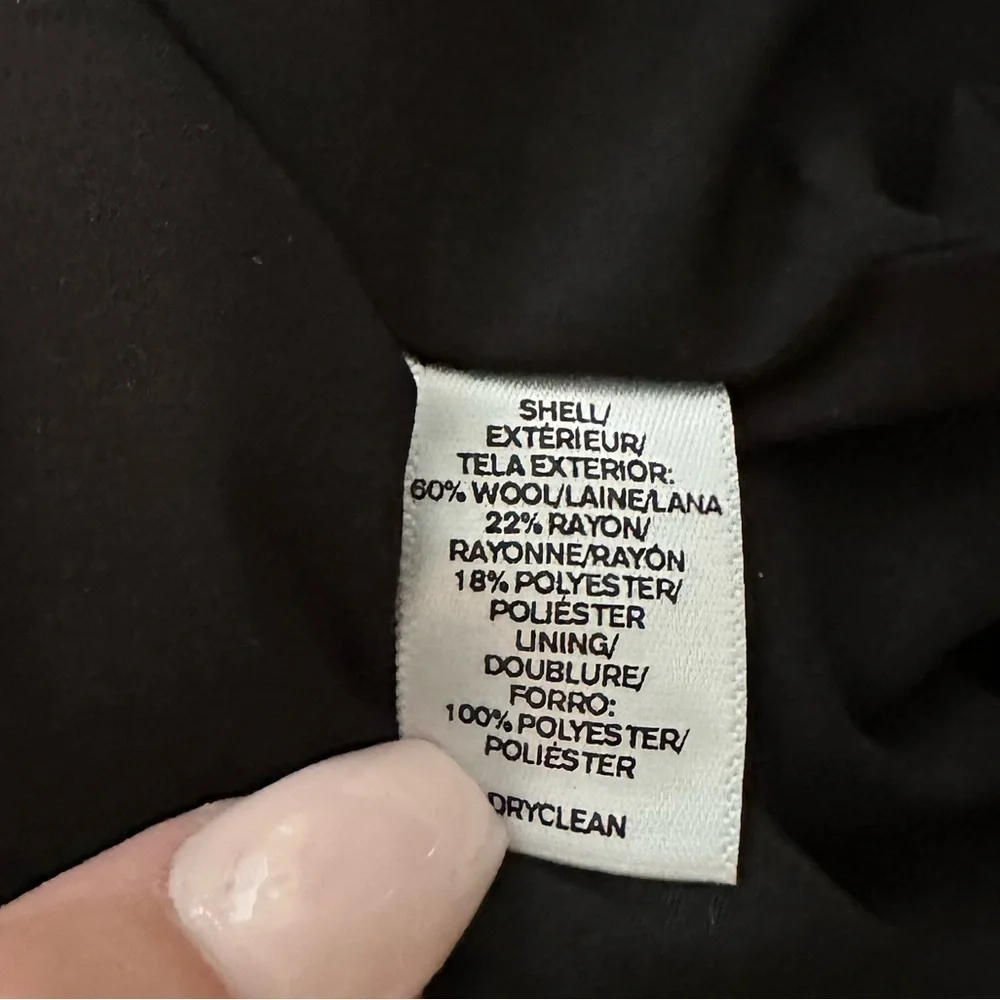 SHELL/
EXTÉRIEUR/
TELA EXTERIOR:
60% WOOL/LAINE/LANA
22% RAYON/
RAYONNE/RAYÓN
18% POLYESTER/
POLIÉSTER
LINING/
DOUBLURE/
FORRO:
100% POLYESTER/
POLIÉSTER
DRYCLEAN